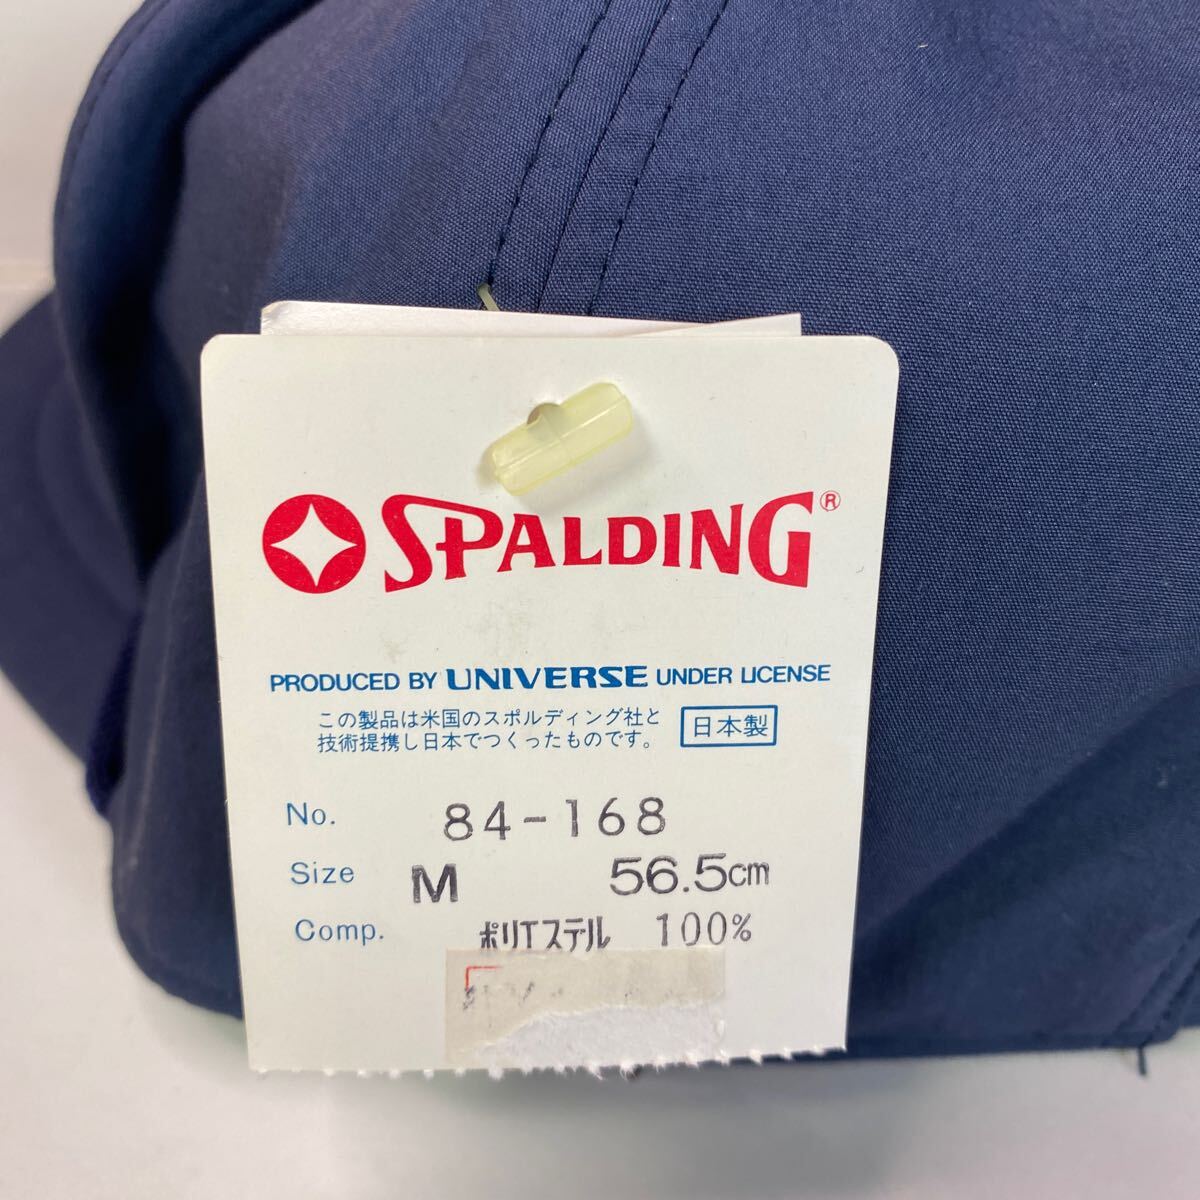 SPALDING®
PRODUCED BY UNIVERSE UNDER LICENSE
この製品は米国のスポルディング社と
技術提携し日本でつくったものです。
日本製
No. 84-168
Size M 56.5cm
Comp. ポリエステル 100%